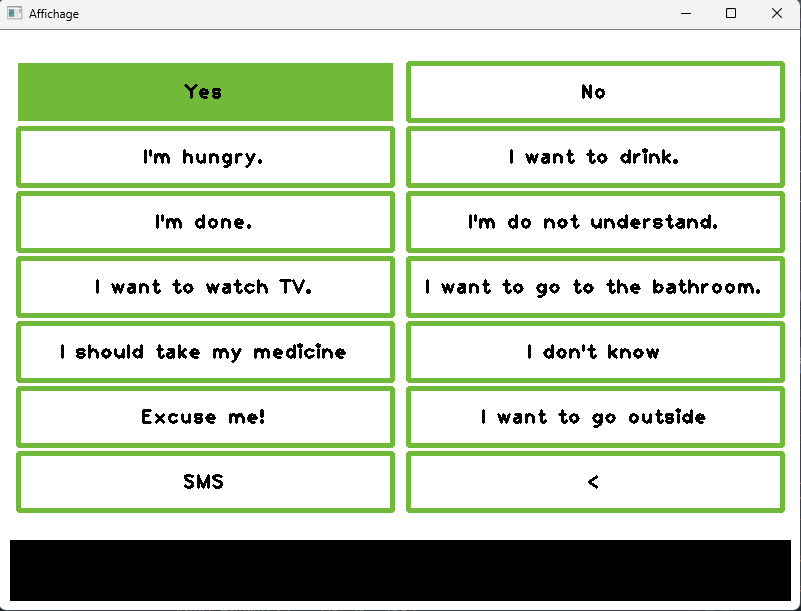 Affichage
Yes
No
I'm hungry.
I want to drink.
I'm done.
I'm do not understand.
I want to watch TV.
I want to go to the bathroom.
I should take my medicine
I don't know
Excuse me!
I want to go outside
SMS
<